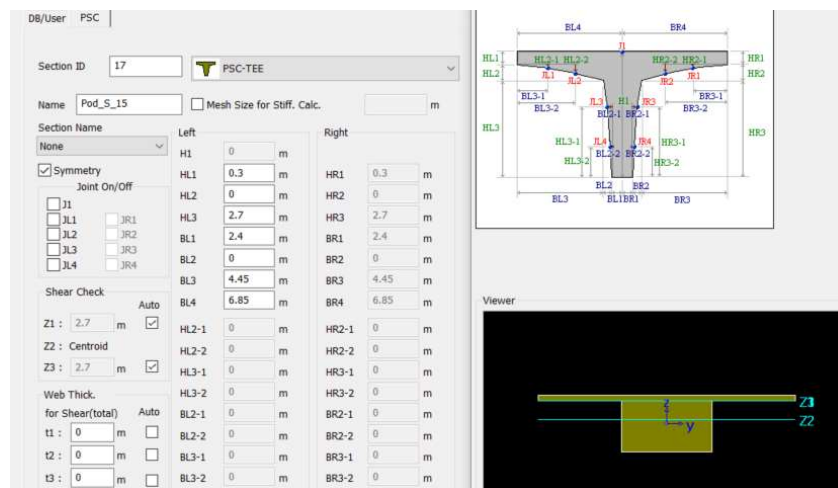 DB/User PSC
Section ID 17 PSC-TEE
Name Pod_S_15 Mesh Size for Stiff. Calc. m
Section Name
None
Symmetry
Joint On/Off
J1
JL1 JR1
JL2 JR2
JL3 JR3
JL4 JR4
Shear Check
Auto
Z1 : 2.7 m
Z2 : Centroid
Z3 : 2.7 m
Web Thick.
for Shear(total) Auto
t1 : 0 m
t2 : 0 m
t3 : 0 m
Left
H1 0 m
HL1 0.3 m
HL2 0 m
HL3 2.7 m
BL1 2.4 m
BL2 0 m
BL3 4.45 m
BL4 6.85 m
HL2-1 0 m
HL2-2 0 m
HL3-1 0 m
HL3-2 0 m
BL2-1 0 m
BL2-2 0 m
BL3-1 0 m
BL3-2 0 m
Right
HR1 0.3 m
HR2 0 m
HR3 2.7 m
BR1 2.4 m
BR2 0 m
BR3 4.45 m
BR4 6.85 m
HR2-1 0 m
HR2-2 0 m
HR3-1 0 m
HR3-2 0 m
BR2-1 0 m
BR2-2 0 m
BR3-1 0 m
BR3-2 0 m
BL4 BR4
J1
HL1 HL2-1 HL2-2 HR2-2 HR2-1 HR1
HL2 JL1 JL2 JR2 JR1 HR2
BL3-1 BR3-1
BL3-2 JL3 H1 JR3 BR3-2
BL2-1 BR2-1
HL3 HL3-1 JL4 JR4 HR3-1 HR3
HL3-2 BL2-2 BR2-2 HR3-2
BL2 BR2
BL3 BL1 BR1 BR3
Viewer
z
y
Z3
Z2